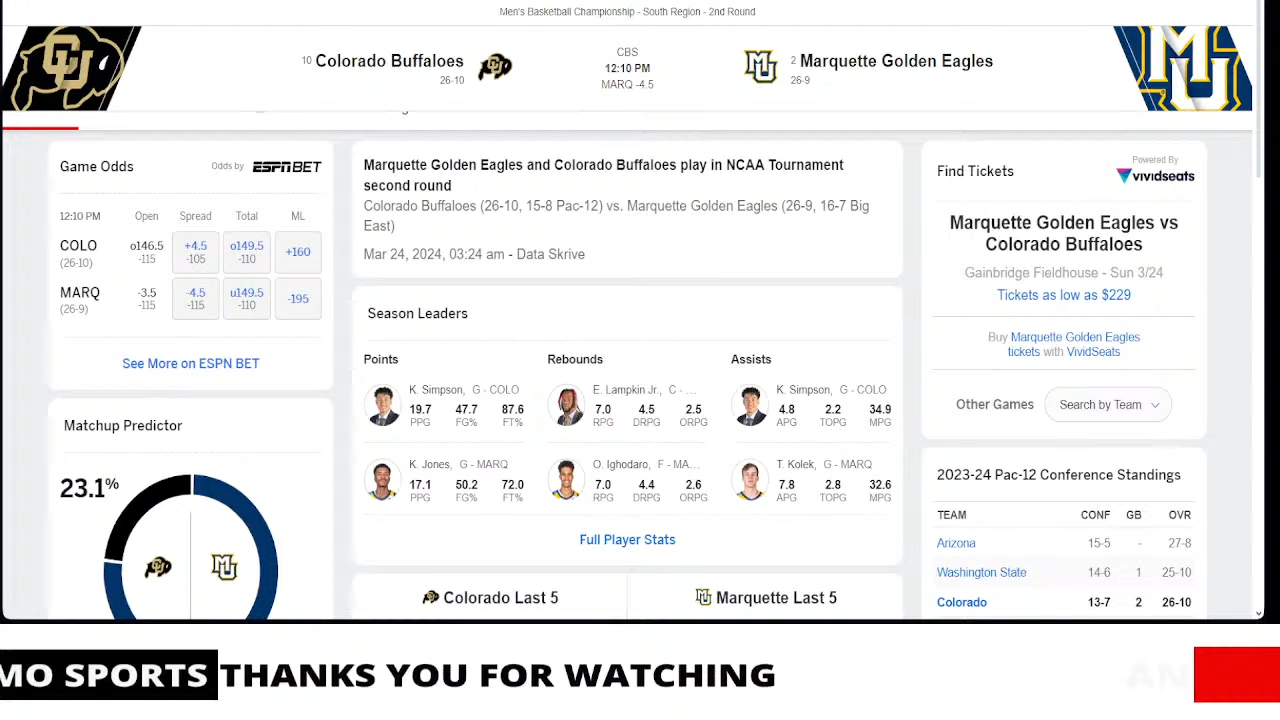 Men's Basketball Championship - South Region - 2nd Round
10 Colorado Buffaloes
26-10
CBS
12:10 PM
MARQ -4.5
2 Marquette Golden Eagles
26-9
Game Odds
Odds by ESPN BET
12:10 PM Open Spread Total ML
COLO o146.5 +4.5 o149.5 +160
(26-10) -115 -105 -110
MARQ -3.5 -4.5 u149.5 -195
(26-9) -115 -115 -110
See More on ESPN BET
Matchup Predictor
23.1%
Marquette Golden Eagles and Colorado Buffaloes play in NCAA Tournament
second round
Colorado Buffaloes (26-10, 15-8 Pac-12) vs. Marquette Golden Eagles (26-9, 16-7 Big
East)
Mar 24, 2024, 03:24 am - Data Skrive
Season Leaders
Points Rebounds Assists
K. Simpson, G - COLO E. Lampkin Jr., C - ... K. Simpson, G - COLO
19.7 47.7 87.6 7.0 4.5 2.5 4.8 2.2 34.9
PPG FG% FT% RPG DRPG ORPG APG TOPG MPG
K. Jones, G - MARQ O. Ighodaro, F - MA... T. Kolek, G - MARQ
17.1 50.2 72.0 7.0 4.4 2.6 7.8 2.8 32.6
PPG FG% FT% RPG DRPG ORPG APG TOPG MPG
Full Player Stats
Colorado Last 5 Marquette Last 5
Find Tickets
Powered By
vividseats
Marquette Golden Eagles vs
Colorado Buffaloes
Gainbridge Fieldhouse - Sun 3/24
Tickets as low as $229
Buy Marquette Golden Eagles
tickets with VividSeats
Other Games Search by Team
2023-24 Pac-12 Conference Standings
TEAM CONF GB OVR
Arizona 15-5 - 27-8
Washington State 14-6 1 25-10
Colorado 13-7 2 26-10
MO SPORTS THANKS YOU FOR WATCHING AN